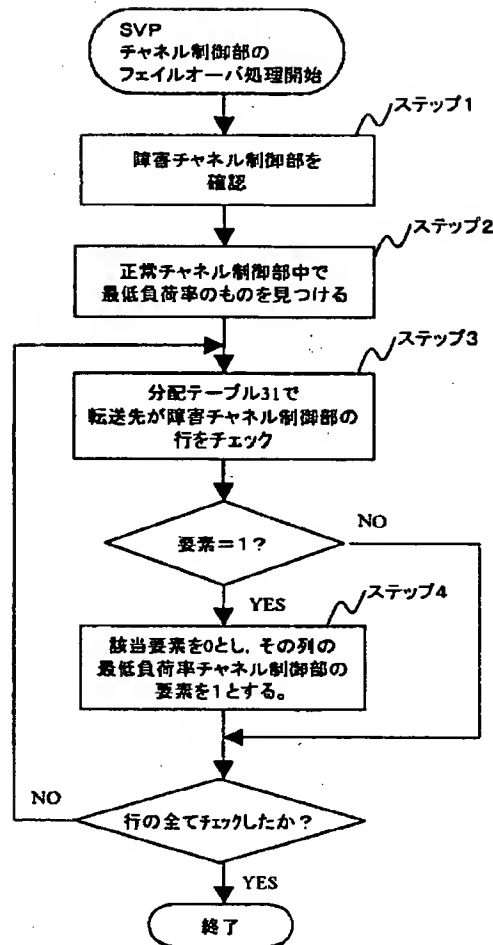 SVP
チャネル制御部の
フェイルオーバ処理開始
ステップ1
障害チャネル制御部を
確認
ステップ2
正常チャネル制御部中で
最低負荷率のものを見つける
ステップ3
分配テーブル31で
転送先が障害チャネル制御部の
行をチェック
要素=1?
NO
YES
ステップ4
該当要素を0とし、その列の
最低負荷率チャネル制御部の
要素を1とする。
NO
行の全てチェックしたか?
YES
終了